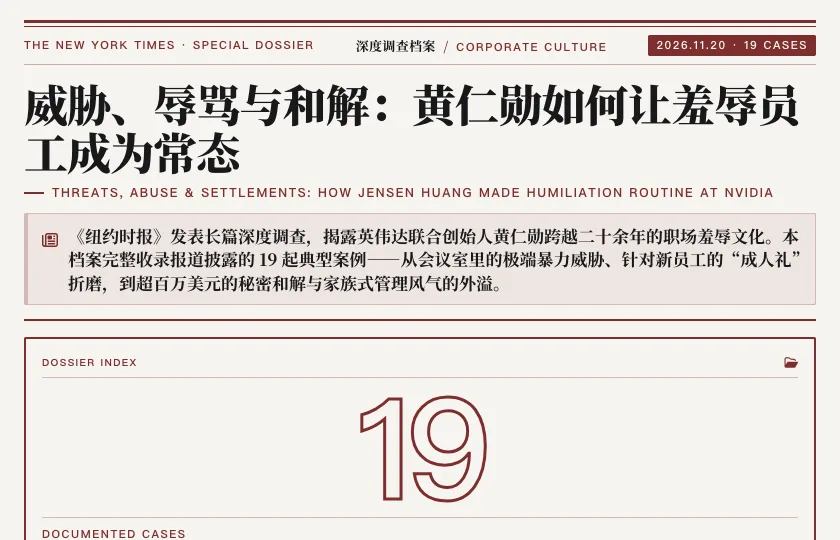 THE NEW YORK TIMES · SPECIAL DOSSIER
深度调查档案 / CORPORATE CULTURE
2026.11.20 · 19 CASES
威胁、辱骂与和解：黄仁勋如何让羞辱员
工成为常态
THREATS, ABUSE & SETTLEMENTS: HOW JENSEN HUANG MADE HUMILIATION ROUTINE AT NVIDIA
《纽约时报》发表长篇深度调查，揭露英伟达联合创始人黄仁勋跨越二十余年的职场羞辱文化。本
档案完整收录报道披露的 19 起典型案例——从会议室里的极端暴力威胁、针对新员工的“成人礼”
折磨，到超百万美元的秘密和解与家族式管理风气的外溢。
DOSSIER INDEX
19
DOCUMENTED CASES